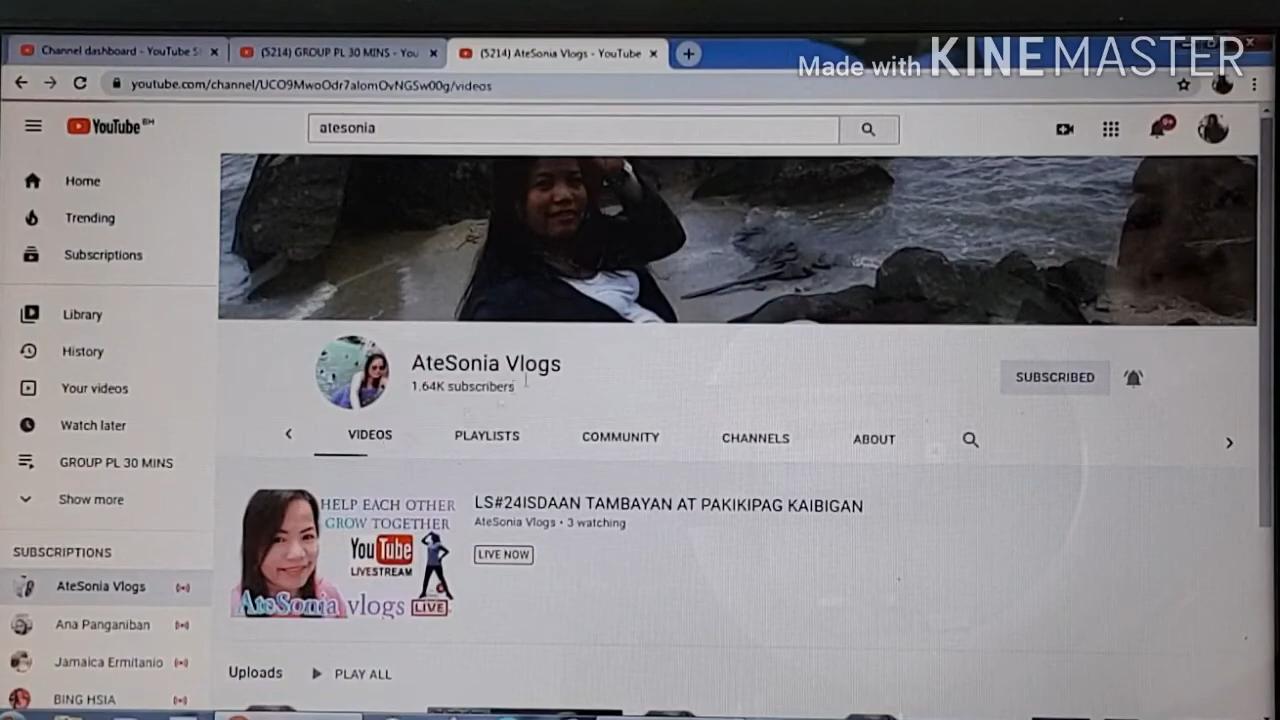 Channel dashboard - YouTube S
(5214) GROUP PL 30 MINS - You
(5214) AteSonia Vlogs - YouTube
Made with KINEMASTER
youtube.com/channel/UCO9MwoOdr7alomOvNGSw00g/videos
YouTube BH
atesonia
9+
Home
Trending
Subscriptions
Library
History
Your videos
Watch later
GROUP PL 30 MINS
Show more
SUBSCRIPTIONS
AteSonia Vlogs
Ana Panganiban
Jamaica Ermitanio
BING HSIA
AteSonia Vlogs
1.64K subscribers
SUBSCRIBED
VIDEOS
PLAYLISTS
COMMUNITY
CHANNELS
ABOUT
HELP EACH OTHER
GROW TOGETHER
YouTube
LIVESTREAM
AteSonia vlogs LIVE
LS#24ISDAAN TAMBAYAN AT PAKIKIPAG KAIBIGAN
AteSonia Vlogs • 3 watching
LIVE NOW
Uploads
PLAY ALL